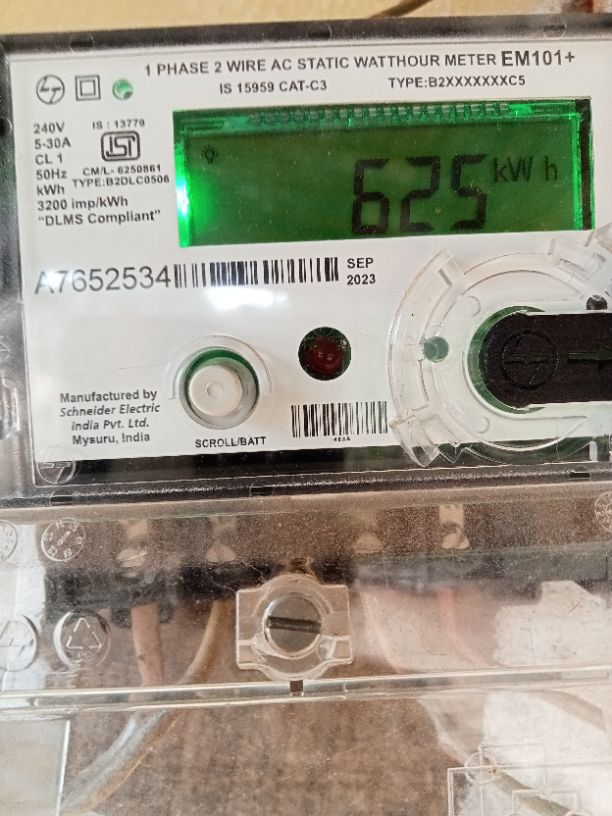 1 PHASE 2 WIRE AC STATIC WATTHOUR METER EM101+
IS 15959 CAT-C3 TYPE:B2XXXXXXXC5
240V IS : 13779
5-30A
CL 1
50Hz CM/L- 6250861
kWh TYPE:B2DLC0506
3200 imp/kWh
"DLMS Compliant"
625 kWh
A7652534
SEP
2023
Manufactured by
Schneider Electric
India Pvt. Ltd.
Mysuru, India
SCROLL/BATT